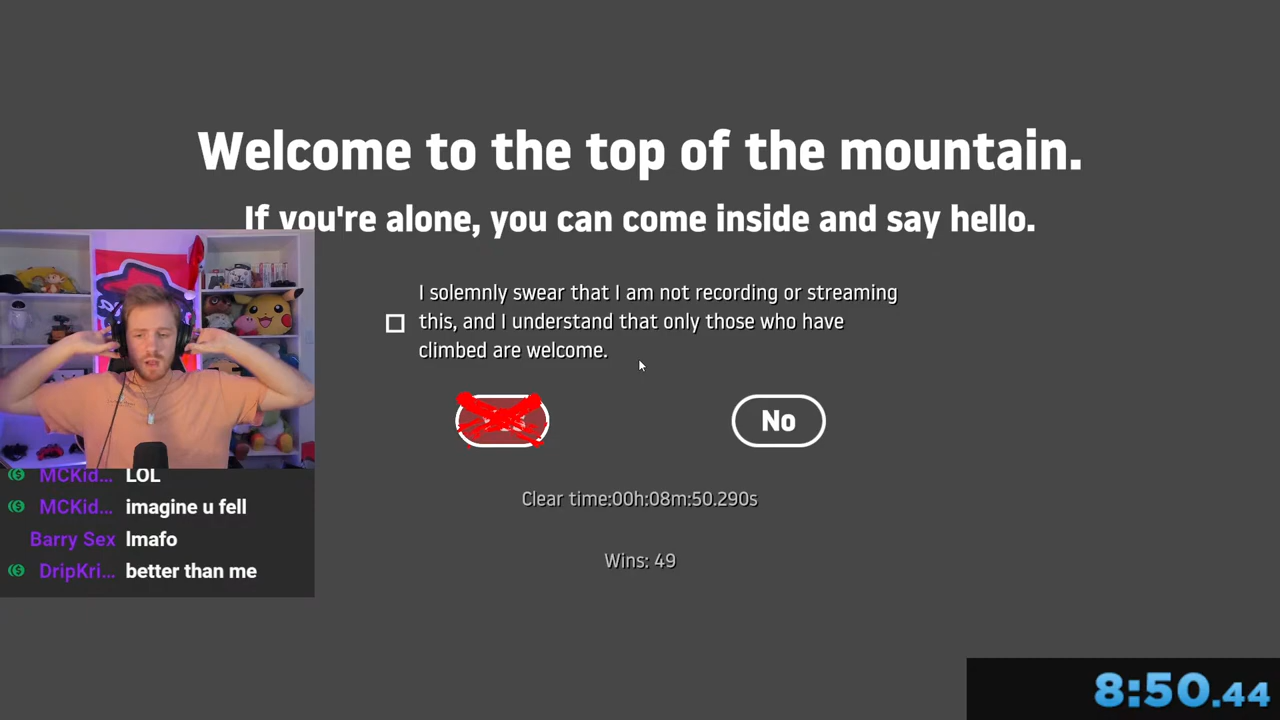 Welcome to the top of the mountain.
If you're alone, you can come inside and say hello.
I solemnly swear that I am not recording or streaming
this, and I understand that only those who have
climbed are welcome.
No
Clear time:00h:08m:50.290s
Wins: 49
MCKid... LOL
MCKid... imagine u fell
Barry Sex lmafo
DripKri... better than me
8:50.44